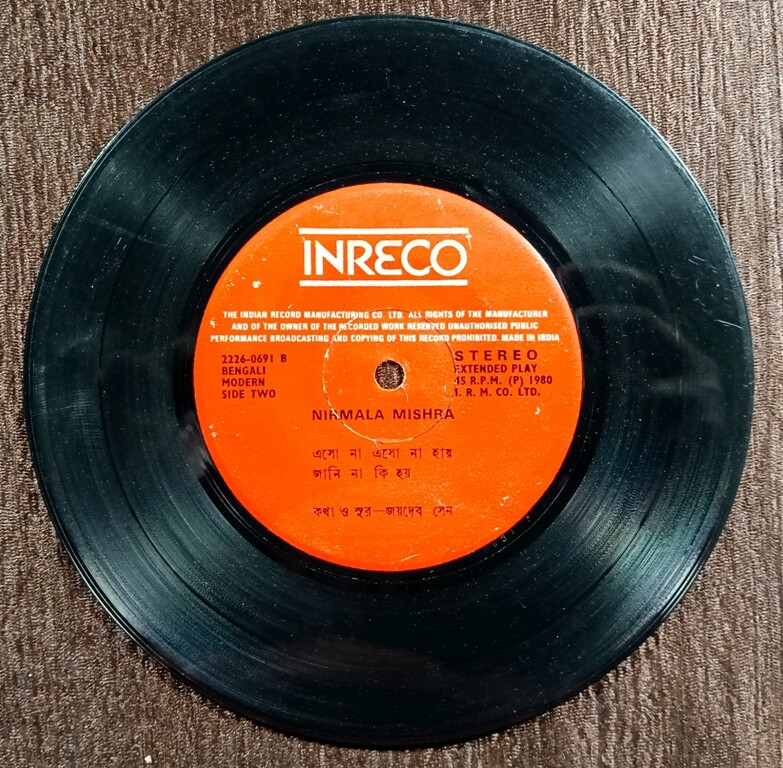 INRECO
THE INDIAN RECORD MANUFACTURING CO. LTD. ALL RIGHTS OF THE MANUFACTURER
AND OF THE OWNER OF THE RECORDED WORK RESERVED UNAUTHORISED PUBLIC
PERFORMANCE BROADCASTING AND COPYING OF THIS RECORD PROHIBITED. MADE IN INDIA
2226-0691 B
BENGALI
MODERN
SIDE TWO
STEREO
EXTENDED PLAY
45 R.P.M. (P) 1980
I. R. M. CO. LTD.
NIRMALA MISHRA
এসো না এসো না হায়
জানি না কি হয়
কথা ও সুর—জয়দেব সেন